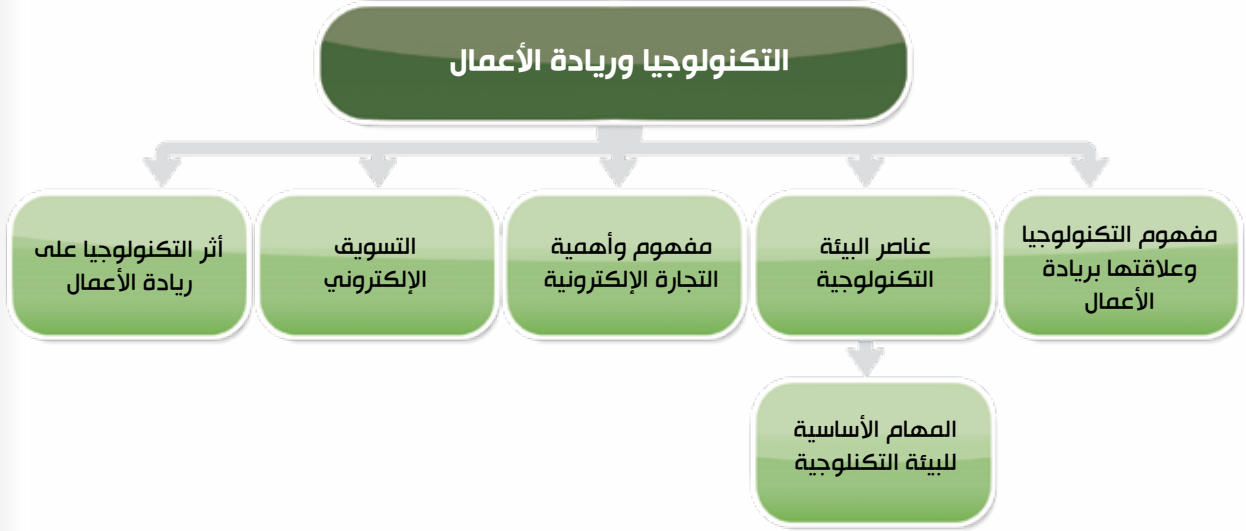 التكنولوجيا وريادة الأعمال
مفهوم التكنولوجيا
وعلاقتها بريادة
الأعمال
عناصر البيئة
التكنولوجية
مفهوم وأهمية
التجارة الإلكترونية
التسويق
الإلكتروني
أثر التكنولوجيا على
ريادة الأعمال
المهام الأساسية
للبيئة التكنلوجية